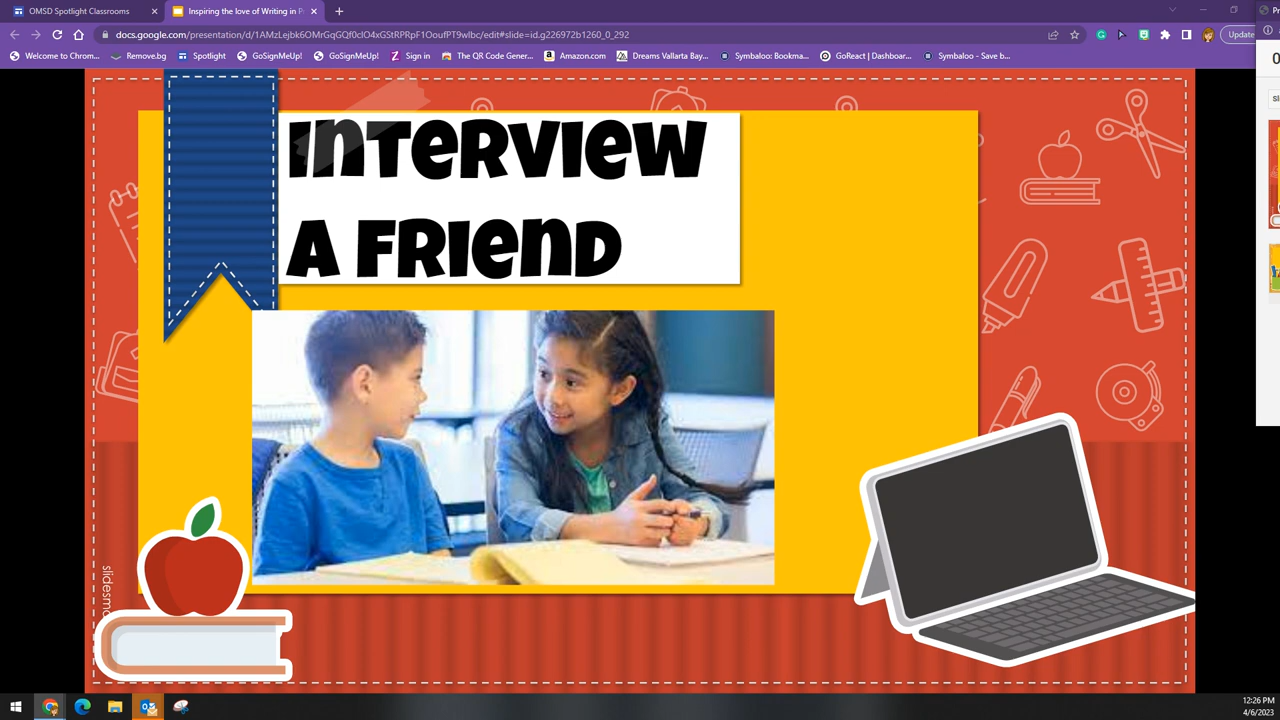 OMSD Spotlight Classrooms
Inspiring the love of Writing in P
docs.google.com/presentation/d/1AMzLejbk6OMrGqGQf0clO4xGStRPRpF1OoufPT9wlbc/edit#slide=id.g226972b1260_0_292
Update
Welcome to Chrom...
Remove.bg
Spotlight
GoSignMeUp!
GoSignMeUp!
Sign in
The QR Code Gener...
Amazon.com
Dreams Vallarta Bay...
Symbaloo: Bookma...
GoReact | Dashboar...
Symbaloo - Save b...
Interview
A Friend
slidesm
12:26 PM
4/6/2023